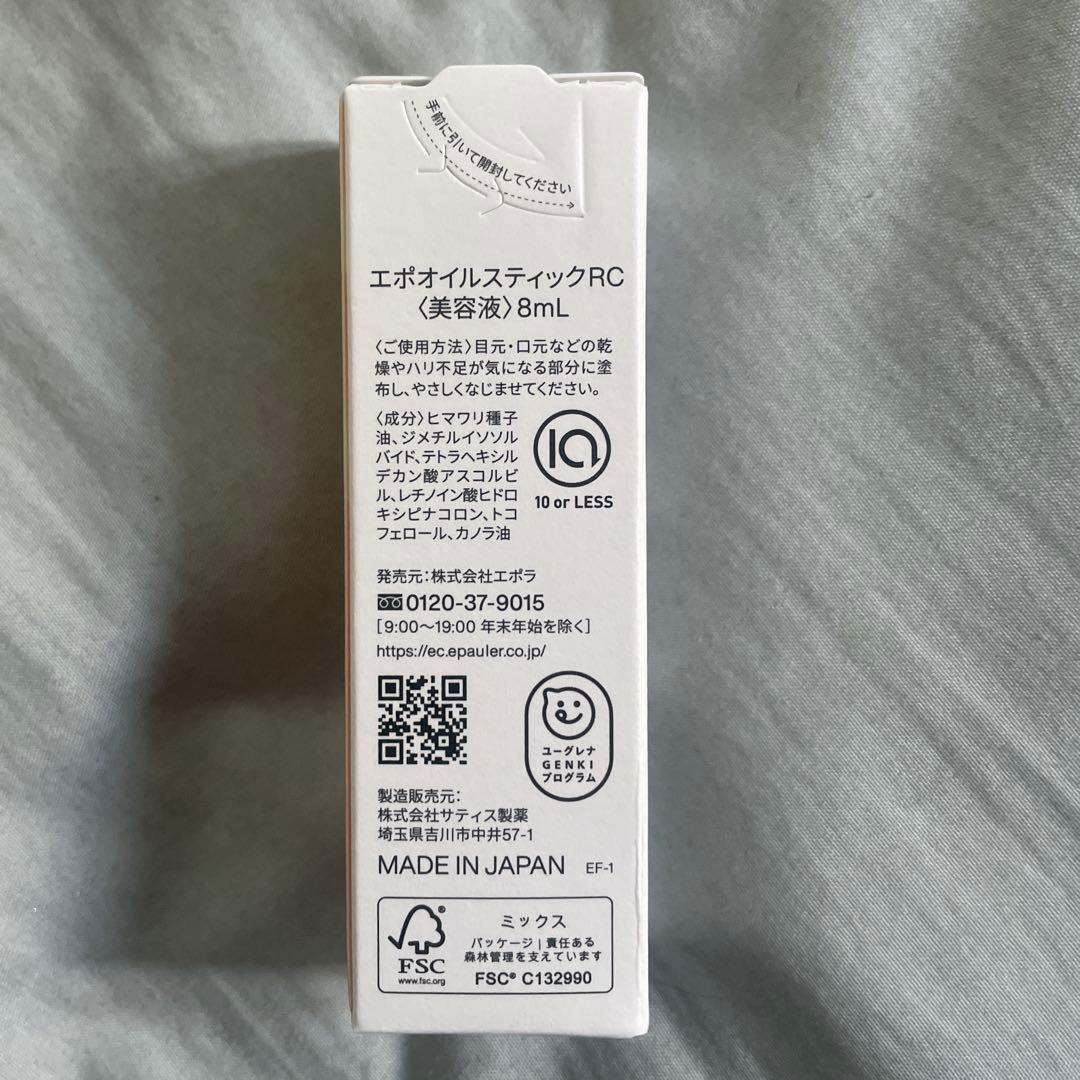 手前に引いて開封してください
エポオイルスティックRC
〈美容液〉8mL
〈ご使用方法〉目元・口元などの乾
燥やハリ不足が気になる部分に塗
布し、やさしくなじませてください。
〈成分〉ヒマワリ種子
油、ジメチルイソソル
バイド、テトラヘキシル
デカン酸アスコルビ
ル、レチノイン酸ヒドロ
キシピナコロン、トコ
フェロール、カノラ油
10
10 or LESS
発売元：株式会社エポラ
0120-37-9015
[9:00〜19:00 年末年始を除く]
https://ec.epauler.co.jp/
ユーグレナ
GENKI
プログラム
製造販売元：
株式会社サティス製薬
埼玉県吉川市中井57-1
MADE IN JAPAN EF-1
FSC®
www.fsc.org
ミックス
パッケージ | 責任ある
森林管理を支えています
FSC® C132990